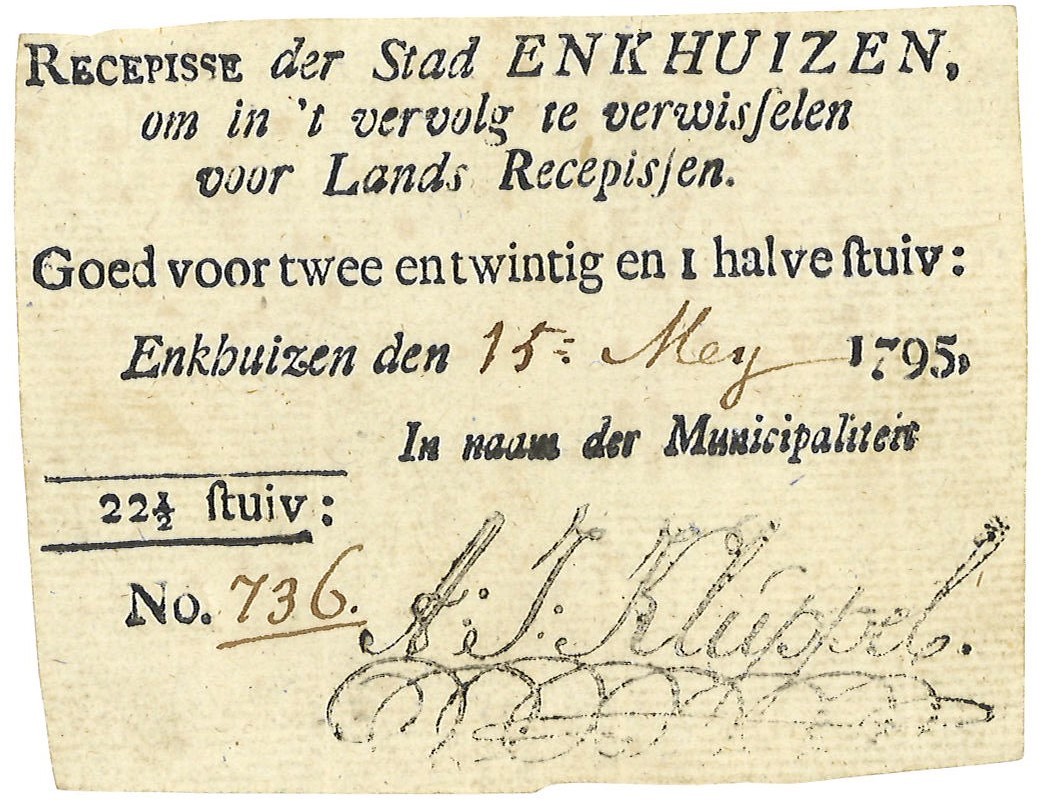 RECEPISSE der Stad ENKHUIZEN,
om in 't vervolg te verwisſelen
voor Lands Recepisſen.
Goed voor twee en twintig en 1 halve ſtuiv:
Enkhuizen den 15: Mey 1795,
In naam der Municipaliteit
22½ ſtuiv:
No. 736.
A: J: Kluppel.